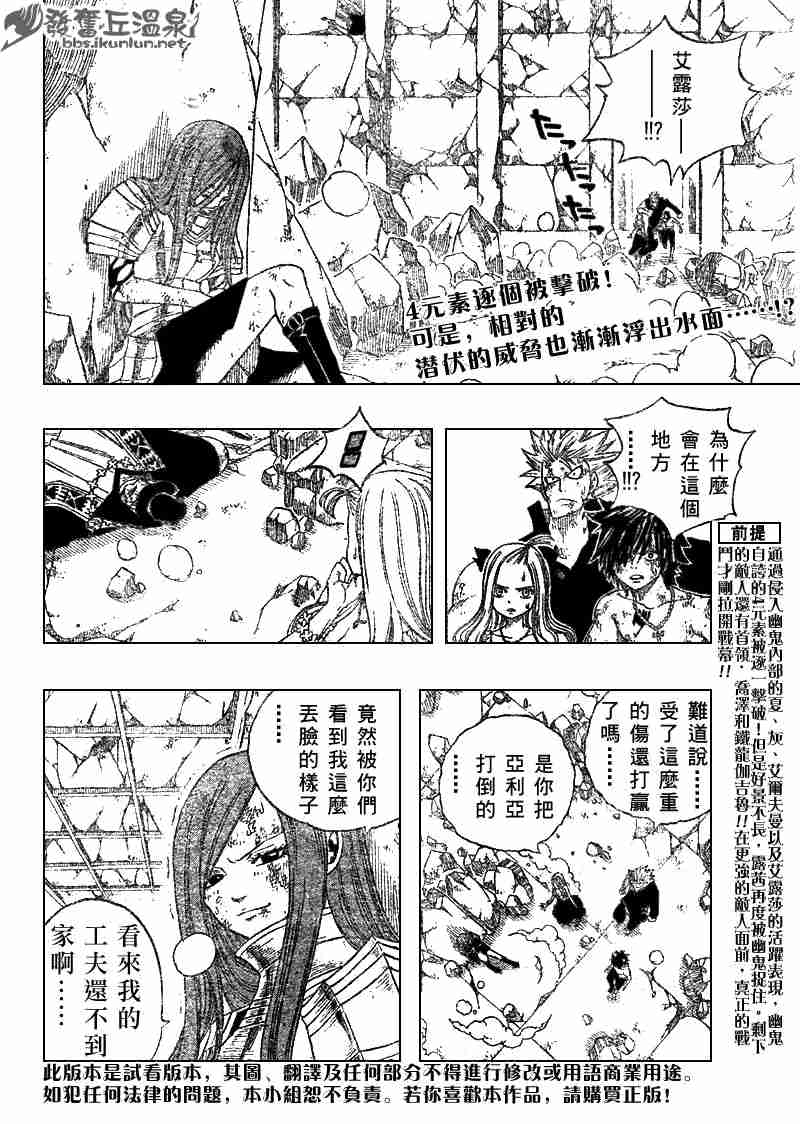 發奮丘溫泉
bbs.ikunlun.net
艾露莎
——!!?
たったったっ
4元素逐個被擊破!
可是,相對的
潛伏的威脅也漸漸浮出水面……!?
為什麼
會在這個
地方
……!!?
前提
通過侵入幽鬼內部的夏、灰、艾爾夫曼以及艾露莎的活躍表現,幽鬼
自誇的4元素被逐一擊破!但是好景不長,露茜再度被幽鬼捉住。剩下
的敵人還有首領,喬澤和鐵龍伽吉魯!!在更強的敵人面前,真正的戰
鬥才剛拉開戰幕!!
難道說…
受了這麼重
的傷還打贏
了嗎……
是你把
亞利亞
打倒的
……
竟然被你們
看到我這麼
丟臉的樣子
……
看來我的
工夫還不到
家啊……
此版本是試看版本,其圖、翻譯及任何部分不得進行修改或用語商業用途。
如犯任何法律的問題,本小組恕不負責。若你喜歡本作品,請購買正版!